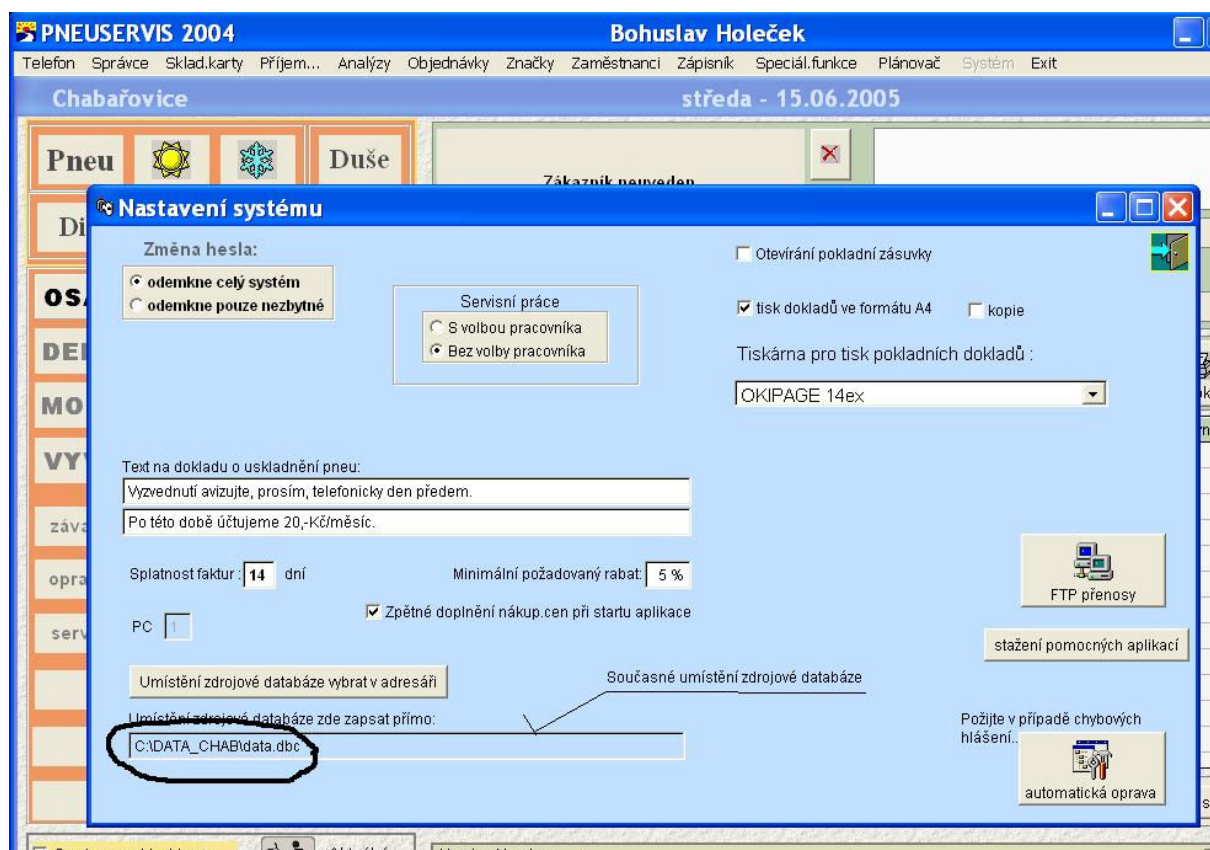 PNEUSERVIS 2004 Bohuslav Holeček
Telefon Správce Sklad.karty Příjem... Analýzy Objednávky Značky Zaměstnanci Zápisník Speciál.funkce Plánovač Systém Exit
Chabařovice středa - 15.06.2005
Pneu Duše
Zákazník neuveden
Nastavení systému
Změna hesla:
odemkne celý systém
odemkne pouze nezbytné
Servisní práce
S volbou pracovníka
Bez volby pracovníka
Otevírání pokladní zásuvky
tisk dokladů ve formátu A4 kopie
Tiskárna pro tisk pokladních dokladů :
OKIPAGE 14ex
Text na dokladu o uskladnění pneu:
Vyzvednutí avizujte, prosím, telefonicky den předem.
Po této době účtujeme 20,-Kč/měsíc.
Splatnost faktur : 14 dní
Minimální požadovaný rabat: 5 %
Zpětné doplnění nákup.cen při startu aplikace
PC 1
FTP přenosy
stažení pomocných aplikací
Umístění zdrojové databáze vybrat v adresáři
Současné umístění zdrojové databáze
Umístění zdrojové databáze zde zapsat přímo:
C:\DATA_CHAB\data.dbc
Požijte v případě chybových
hlášení..
automatická oprava